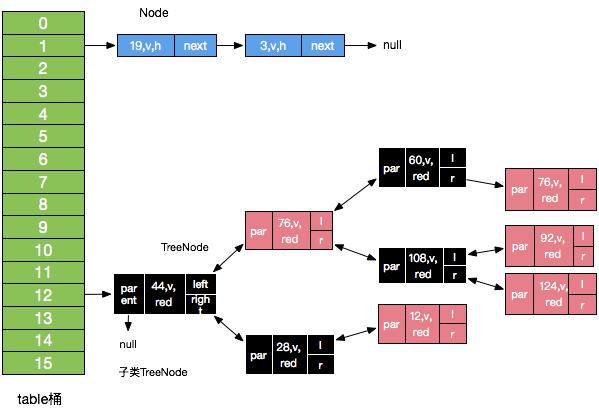 Node
0
1
2
3
4
5
6
7
8
9
10
11
12
13
14
15
table桶
19,v,h
next
3,v,h
next
null
TreeNode
par
ent
44,v,
red
left
righ
t
null
子类TreeNode
par
76,v,
red
l
r
par
28,v,
red
l
r
par
60,v,
red
l
r
par
108,v,
red
l
r
par
12,v,
red
l
r
par
76,v,
red
l
r
par
92,v,
red
l
r
par
124,v,
red
l
r